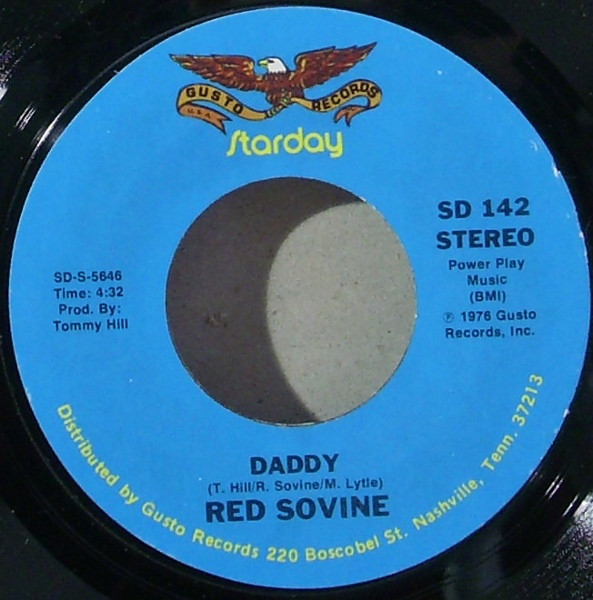 GUSTO RECORDS
U.S.A.
starday
SD 142
STEREO
Power Play
Music
(BMI)
℗ 1976 Gusto
Records, Inc.
SD-S-5646
Time: 4:32
Prod. By:
Tommy Hill
DADDY
(T. Hill/R. Sovine/M. Lytle)
RED SOVINE
Distributed by Gusto Records 220 Boscobel St. Nashville, Tenn. 37213